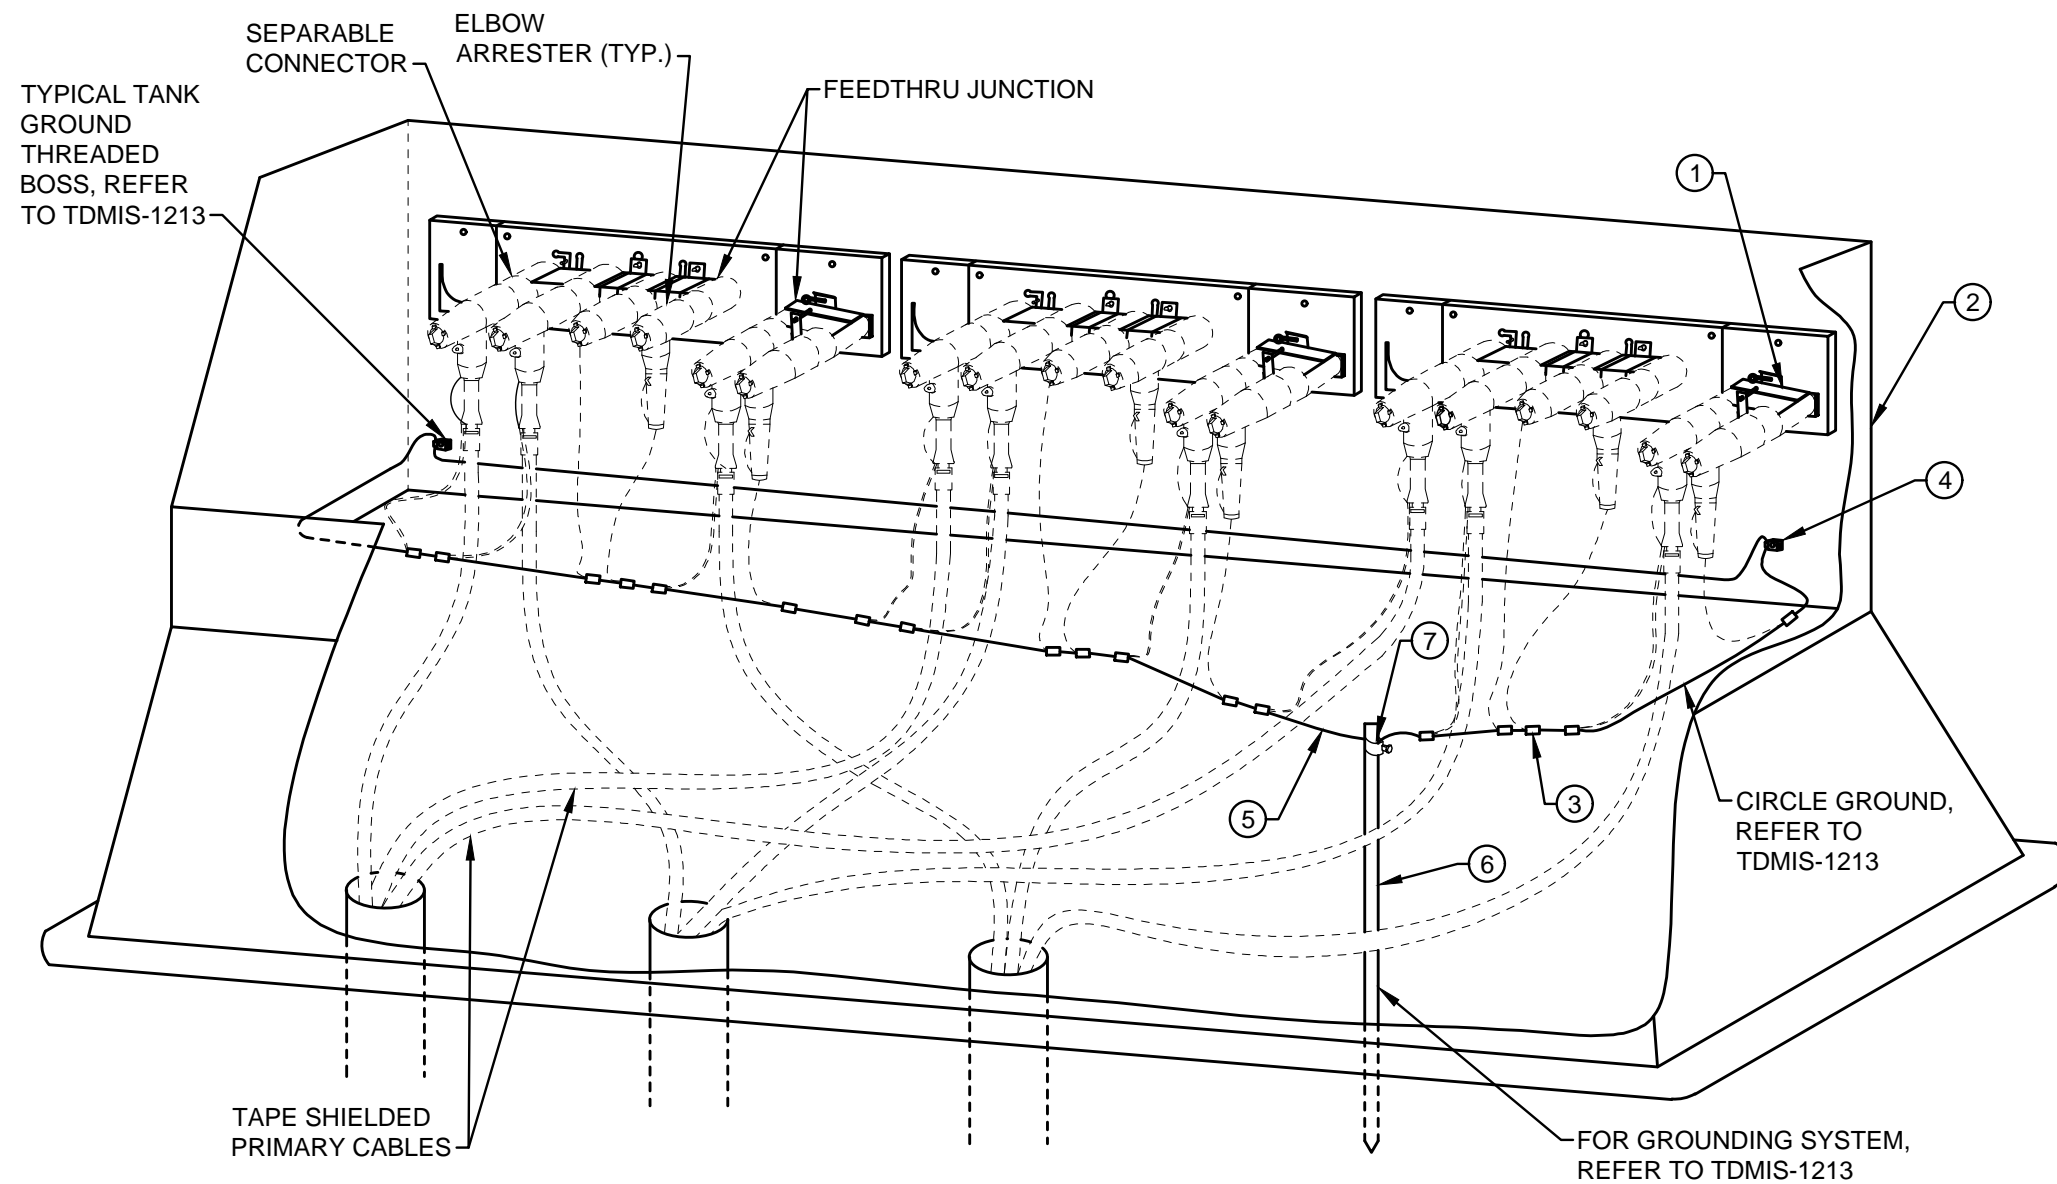 SEPARABLE
CONNECTOR
ELBOW
ARRESTER (TYP.)
FEEDTHRU JUNCTION
TYPICAL TANK
GROUND
THREADED
BOSS, REFER
TO TDMIS-1213
1
2
4
7
3
5
6
CIRCLE GROUND,
REFER TO
TDMIS-1213
TAPE SHIELDED
PRIMARY CABLES
FOR GROUNDING SYSTEM,
REFER TO TDMIS-1213